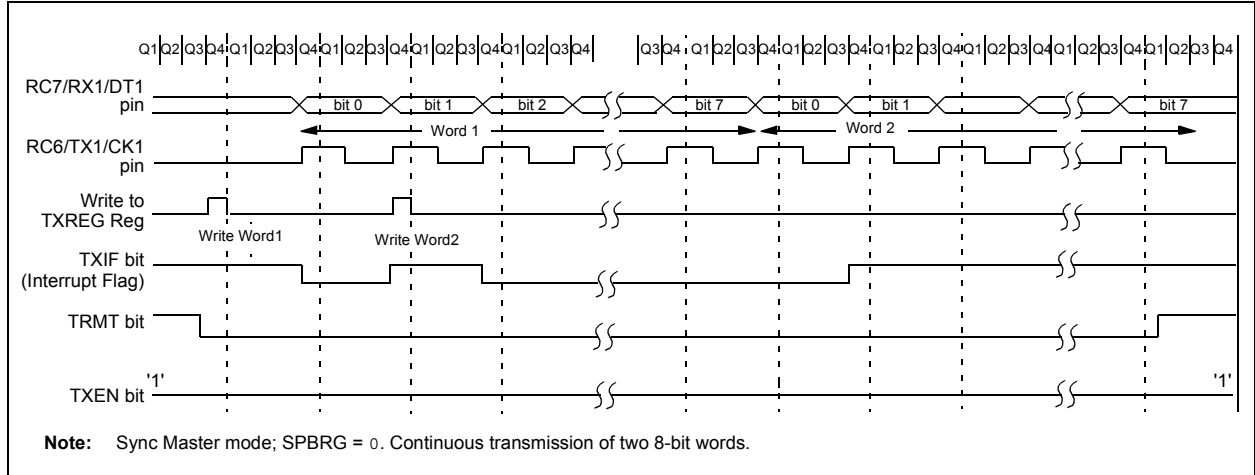 Q1 Q2 Q3 Q4 Q1 Q2 Q3 Q4 Q1 Q2 Q3 Q4 Q1 Q2 Q3 Q4 Q1 Q2 Q3 Q4 Q3 Q4 Q1 Q2 Q3 Q4 Q1 Q2 Q3 Q4 Q1 Q2 Q3 Q4 Q1 Q2 Q3 Q4 Q1 Q2 Q3 Q4 Q1 Q2 Q3 Q4
RC7/RX1/DT1
pin
bit 0 bit 1 bit 2 bit 7 bit 0 bit 1 bit 7
Word 1 Word 2
RC6/TX1/CK1
pin
Write to
TXREG Reg
Write Word1 Write Word2
TXIF bit
(Interrupt Flag)
TRMT bit
'1' '1'
TXEN bit
Note: Sync Master mode; SPBRG = 0. Continuous transmission of two 8-bit words.